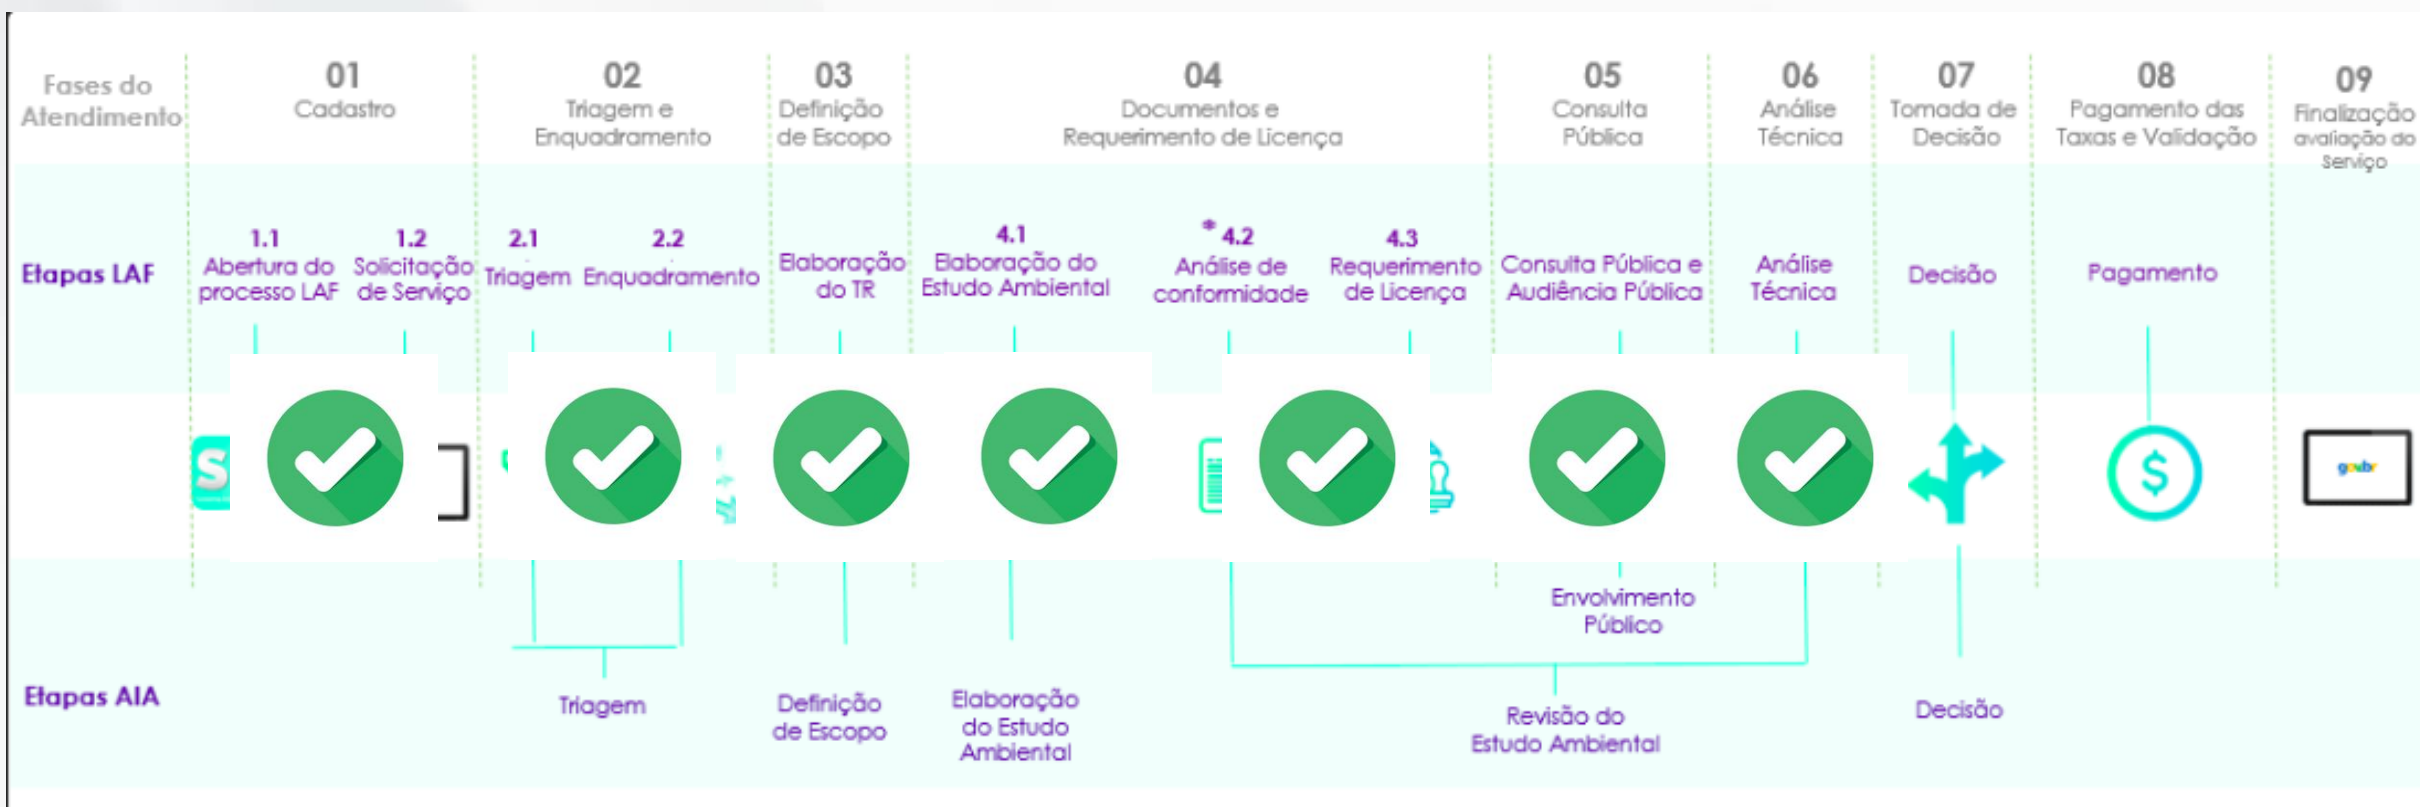 Fases do
Atendimento
01
Cadastro
02
Triagem e
Enquadramento
03
Definição
de Escopo
04
Documentos e
Requerimento de Licença
05
Consulta
Pública
06
Análise
Técnica
07
Tomada de
Decisão
08
Pagamento das
Taxas e Validação
09
Finalização
avaliação do
Serviço
Etapas LAF
1.1
Abertura do
processo LAF
1.2
Solicitação
de Serviço
2.1
Triagem
2.2
Enquadramento
Elaboração
do TR
4.1
Elaboração do
Estudo Ambiental
* 4.2
Análise de
conformidade
4.3
Requerimento
de Licença
Consulta Pública e
Audiência Pública
Análise
Técnica
Decisão
Pagamento
S
$
gov.br
Etapas AIA
Triagem
Definição
de Escopo
Elaboração
do Estudo
Ambiental
Envolvimento
Público
Revisão do
Estudo Ambiental
Decisão